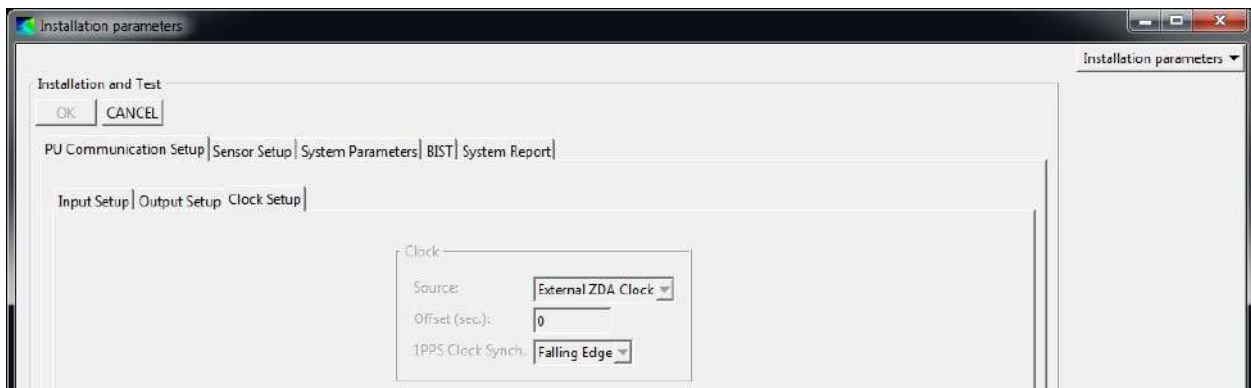 Installation parameters
Installation parameters
Installation and Test
OK CANCEL
PU Communication Setup Sensor Setup System Parameters BIST System Report
Input Setup Output Setup Clock Setup
Clock
Source: External ZDA Clock
Offset (sec.): 0
1PPS Clock Synch. Falling Edge